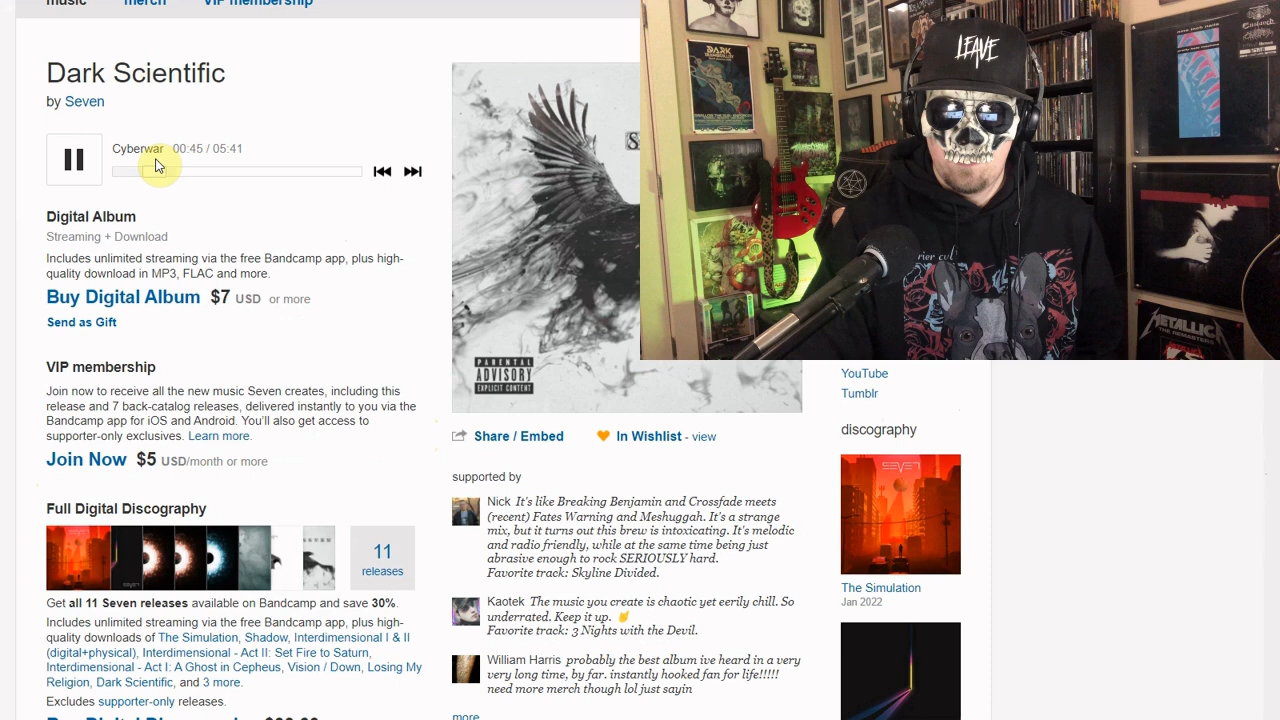 music merch VIP membership
Dark Scientific
by Seven
Cyberwar 00:45 / 05:41
Digital Album
Streaming + Download
Includes unlimited streaming via the free Bandcamp app, plus high-
quality download in MP3, FLAC and more.
Buy Digital Album $7 USD or more
Send as Gift
VIP membership
Join now to receive all the new music Seven creates, including this
release and 7 back-catalog releases, delivered instantly to you via the
Bandcamp app for iOS and Android. You'll also get access to
supporter-only exclusives. Learn more.
Join Now $5 USD/month or more
Full Digital Discography
11
releases
Get all 11 Seven releases available on Bandcamp and save 30%.
Includes unlimited streaming via the free Bandcamp app, plus high-
quality downloads of The Simulation, Shadow, Interdimensional I & II
(digital+physical), Interdimensional - Act II: Set Fire to Saturn,
Interdimensional - Act I: A Ghost in Cepheus, Vision / Down, Losing My
Religion, Dark Scientific, and 3 more.
Excludes supporter-only releases.
PARENTAL
ADVISORY
EXPLICIT CONTENT
Share / Embed
In Wishlist - view
supported by
Nick It's like Breaking Benjamin and Crossfade meets
(recent) Fates Warning and Meshuggah. It's a strange
mix, but it turns out this brew is intoxicating. It's melodic
and radio friendly, while at the same time being just
abrasive enough to rock SERIOUSLY hard.
Favorite track: Skyline Divided.
Kaotek The music you create is chaotic yet eerily chill. So
underrated. Keep it up. 🤘
Favorite track: 3 Nights with the Devil.
William Harris probably the best album ive heard in a very
very long time, by far. instantly hooked fan for life!!!!!
need more merch though lol just sayin
more
YouTube
Tumblr
discography
SEVEN
The Simulation
Jan 2022
LEAVE
DARK
TRANQUILLITY
rier cul
METALLICA
THE REMASTERS